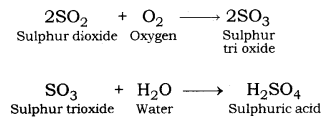 2SO₂ + O₂ ⟶ 2SO₃
Sulphur dioxide Oxygen Sulphur
tri oxide
SO₃ + H₂O ⟶ H₂SO₄
Sulphur trioxide Water Sulphuric acid